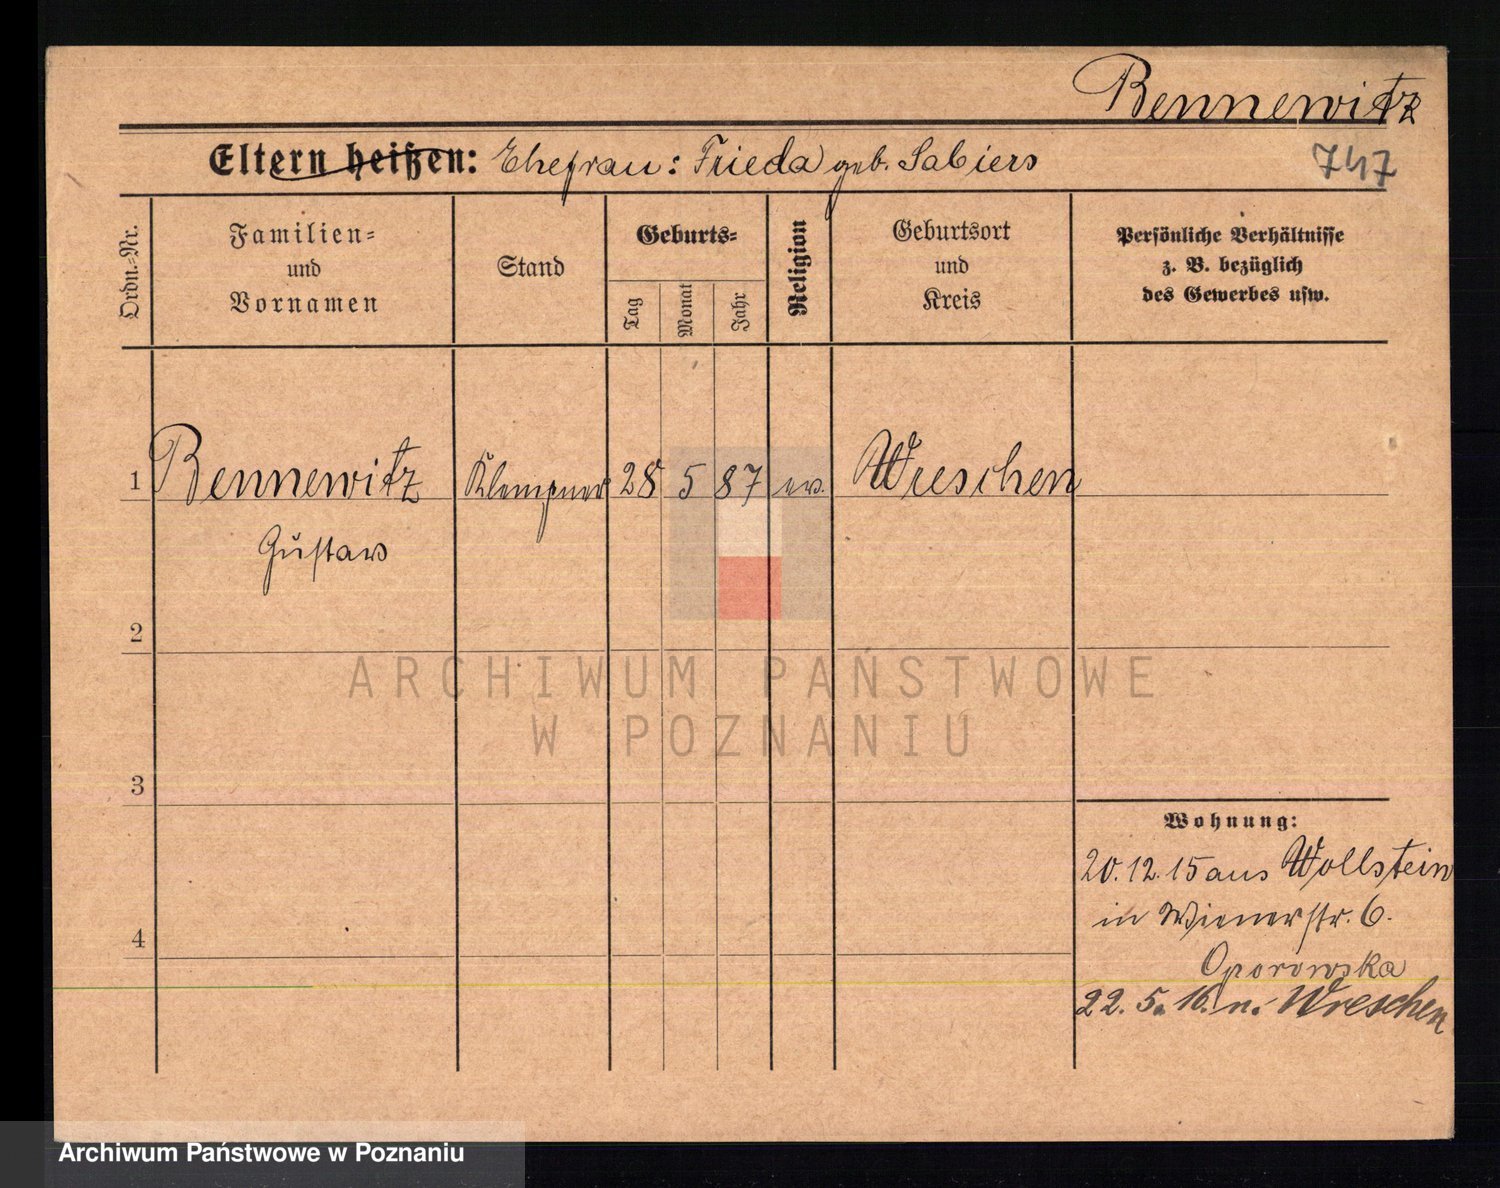 Bennewitz
Eltern heißen: Ehefrau: Frieda geb. Sabiers
747
Ordn.-Nr.
Familien-
und
Vornamen
Stand
Geburts-
Tag
Monat
Jahr
Religion
Geburtsort
und
Kreis
Persönliche Verhältnisse
z. B. bezüglich
des Gewerbes usw.
1 Bennewitz Klempner 28 5 87 ev. Wreschen
Gustav
2
ARCHIWUM PAŃSTWOWE
W POZNANIU
3
Wohnung:
20.12.15 aus Wollstein
in Wienerstr. 6.
4
Oporowska
22. 5. 16. n. Wreschen
Archiwum Państwowe w Poznaniu